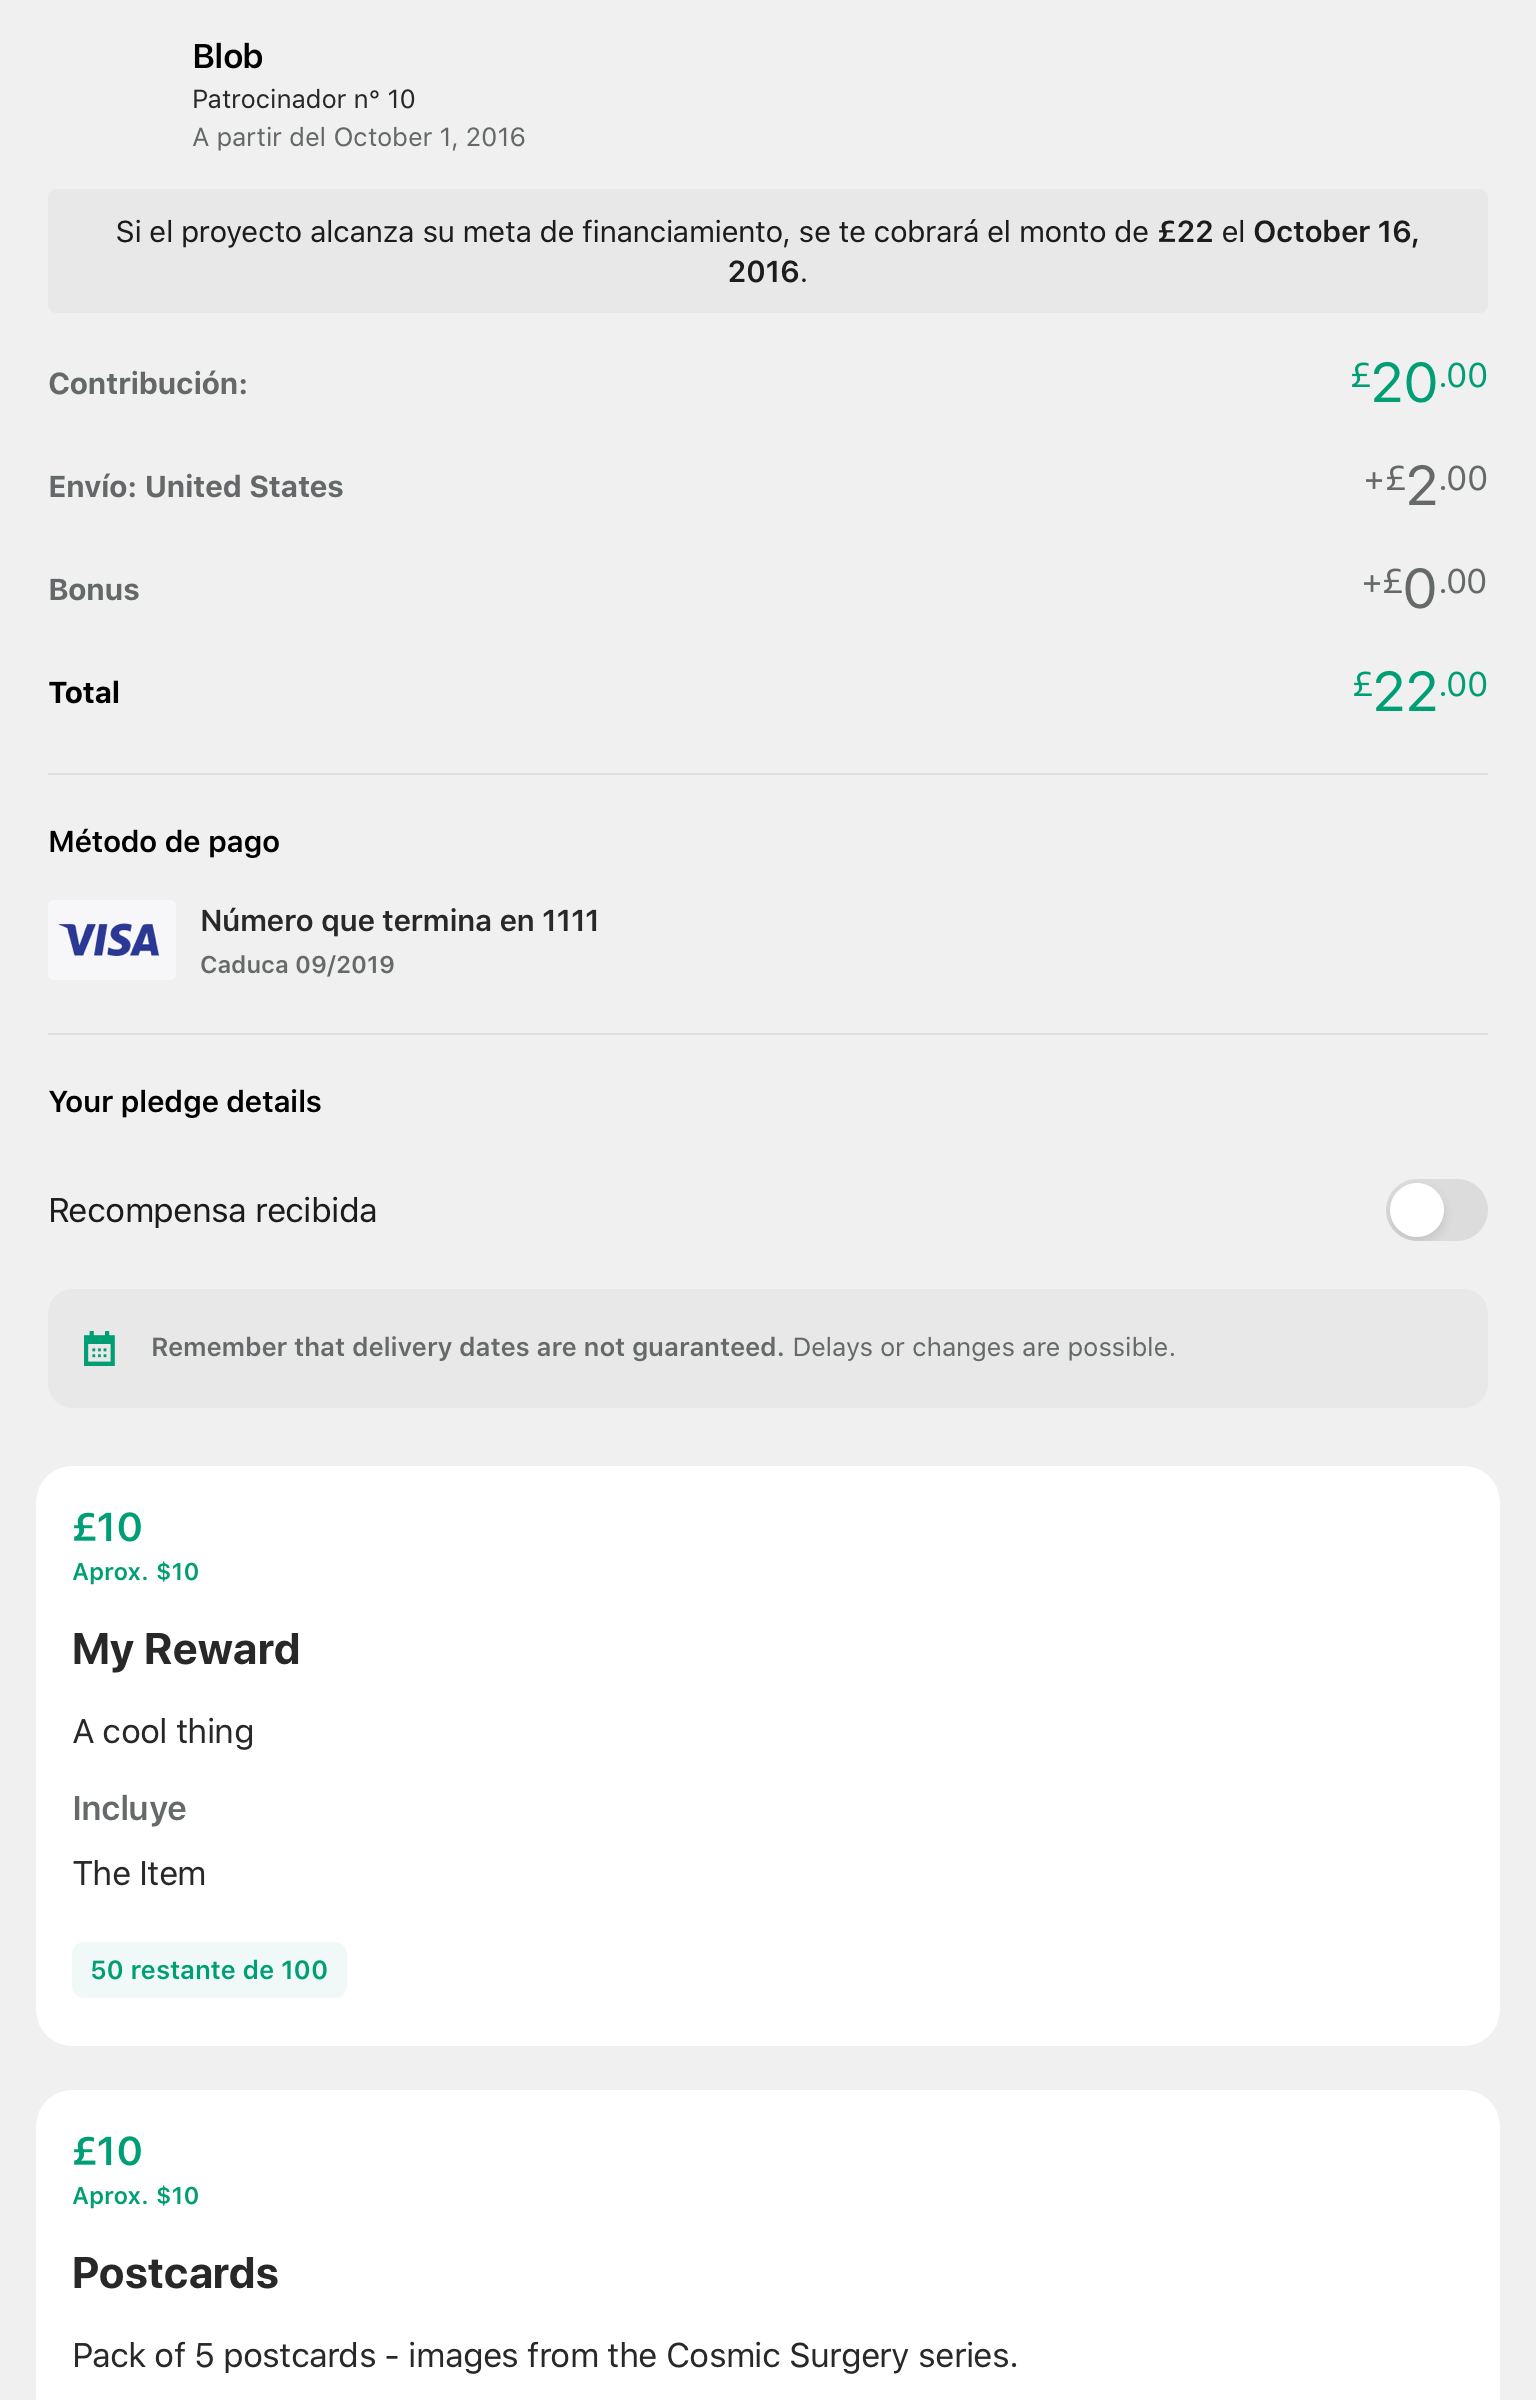 Blob
Patrocinador n° 10
A partir del October 1, 2016
Si el proyecto alcanza su meta de financiamiento, se te cobrará el monto de £22 el October 16,
2016.
Contribución: £20.00
Envío: United States +£2.00
Bonus +£0.00
Total £22.00
Método de pago
VISA
Número que termina en 1111
Caduca 09/2019
Your pledge details
Recompensa recibida
Remember that delivery dates are not guaranteed. Delays or changes are possible.
£10
Aprox. $10
My Reward
A cool thing
Incluye
The Item
50 restante de 100
£10
Aprox. $10
Postcards
Pack of 5 postcards - images from the Cosmic Surgery series.